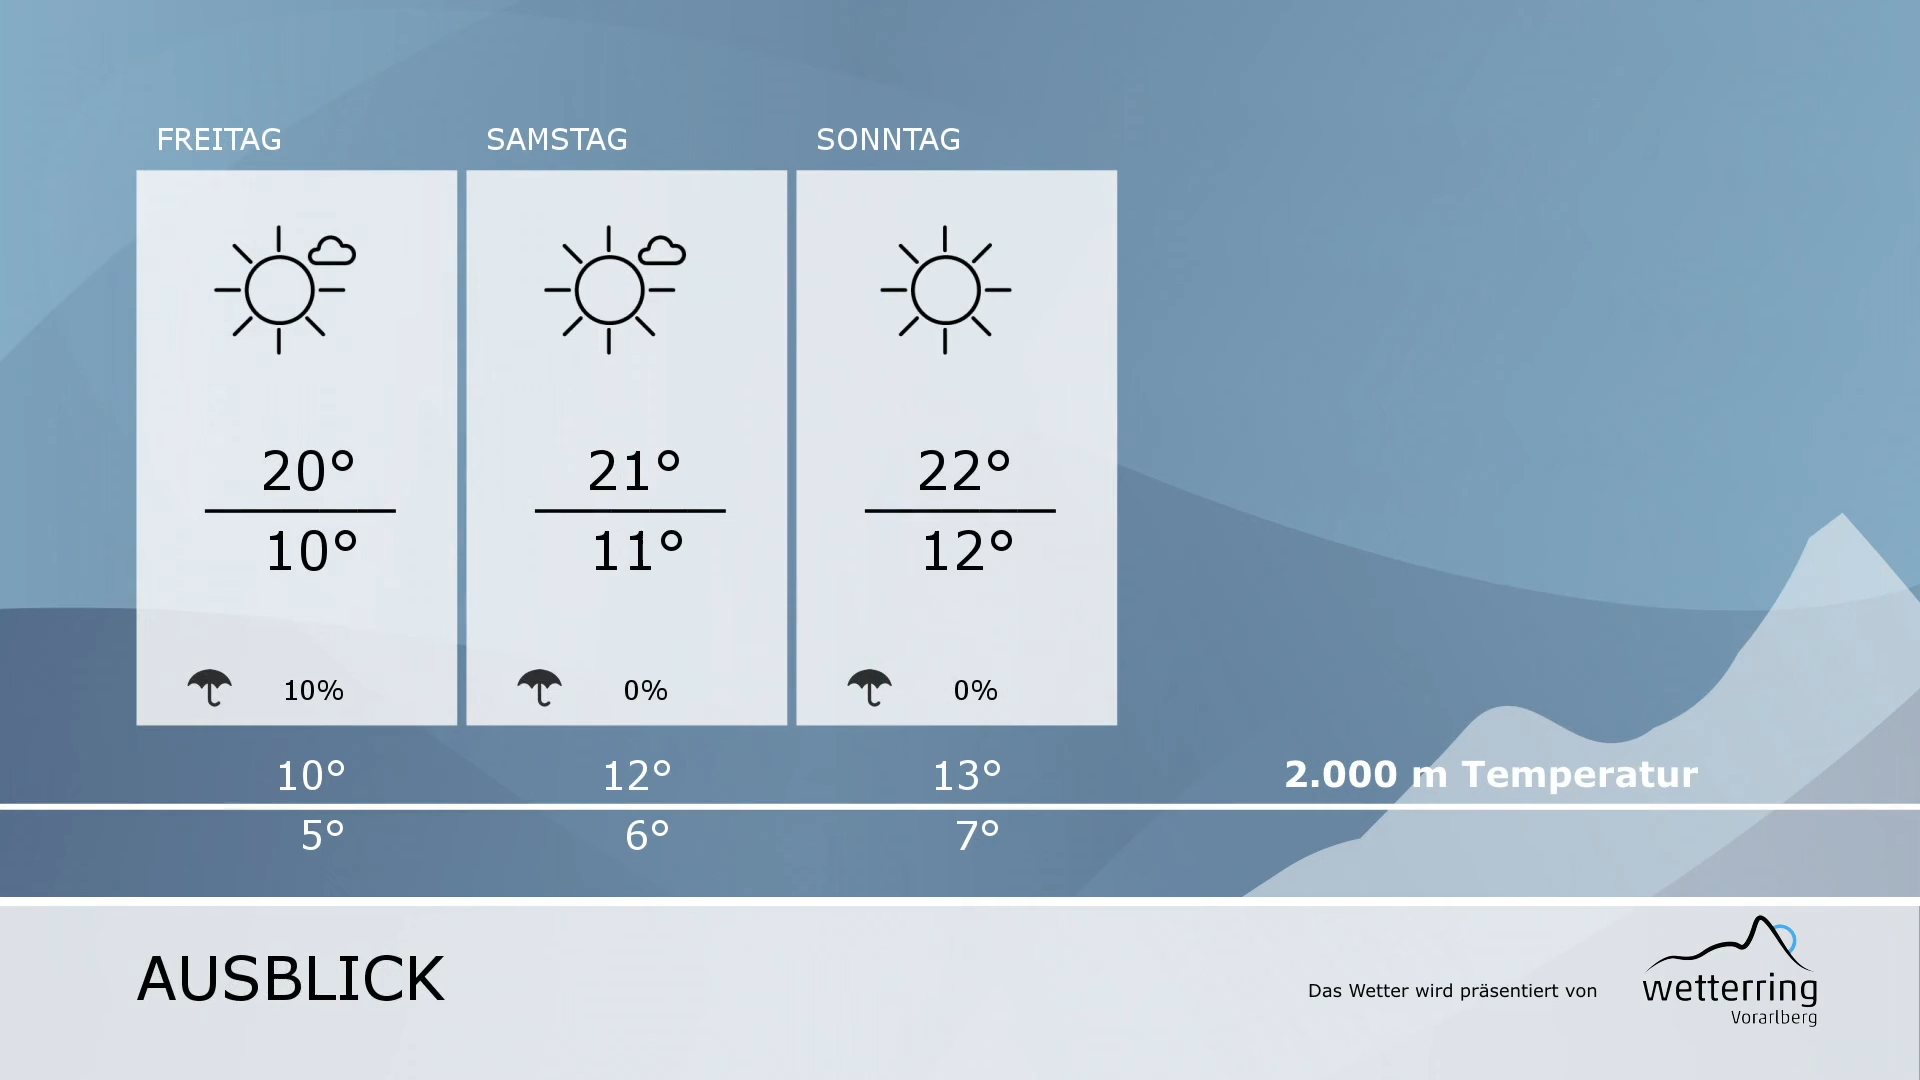 FREITAG SAMSTAG SONNTAG
20° 21° 22°
10° 11° 12°
10% 0% 0%
10° 12° 13° 2.000 m Temperatur
5° 6° 7°
AUSBLICK
Das Wetter wird präsentiert von
wetterring
Vorarlberg